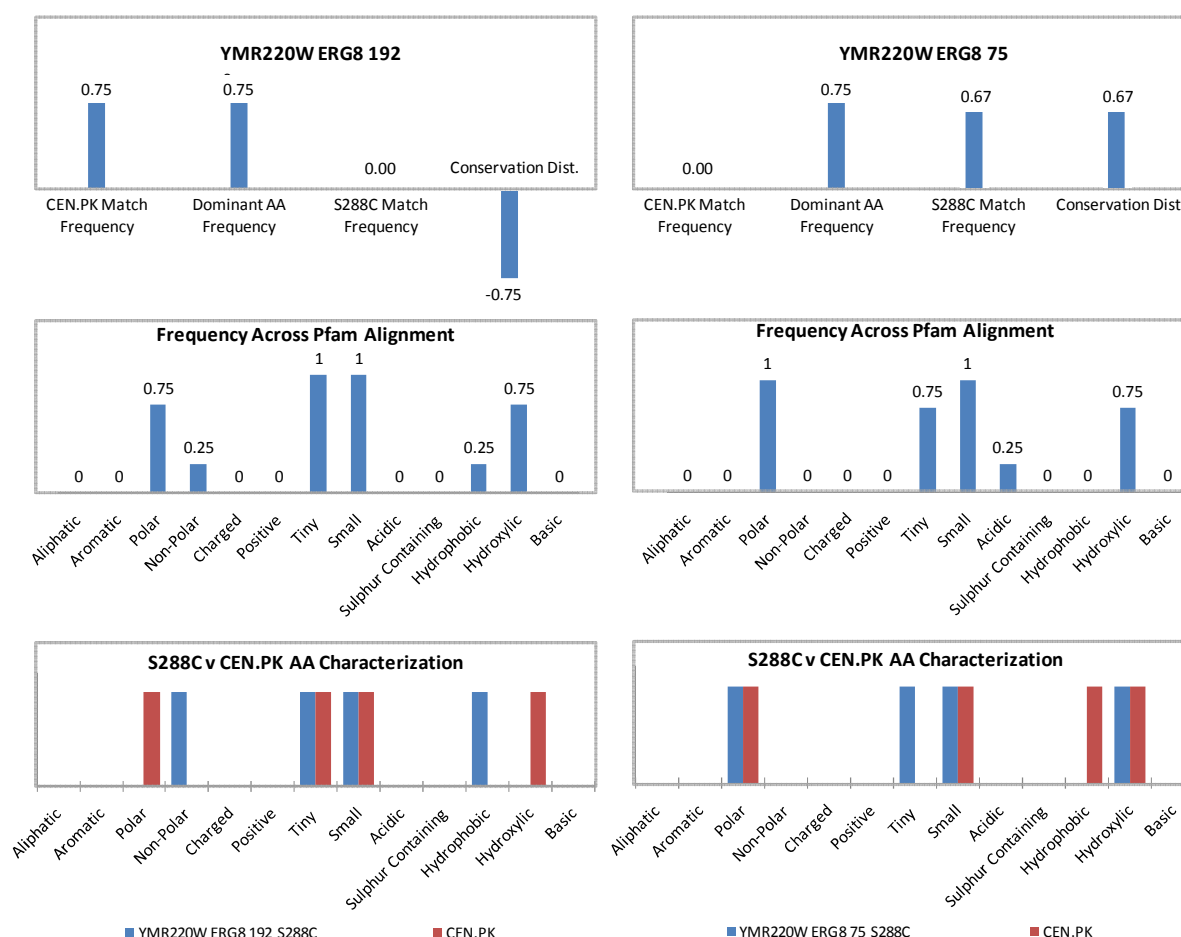 YMR220W ERG8 192
0.75
0.75
0.00
Conservation Dist.
CEN.PK Match Frequency
Dominant AA Frequency
S288C Match Frequency
-0.75
Frequency Across Pfam Alignment
0
0
0.75
0.25
0
0
1
1
0
0
0.25
0.75
0
Aliphatic
Aromatic
Polar
Non-Polar
Charged
Positive
Tiny
Small
Acidic
Sulphur Containing
Hydrophobic
Hydroxylic
Basic
S288C v CEN.PK AA Characterization
Aliphatic
Aromatic
Polar
Non-Polar
Charged
Positive
Tiny
Small
Acidic
Sulphur Containing
Hydrophobic
Hydroxylic
Basic
YMR220W ERG8 192 S288C
CEN.PK
YMR220W ERG8 75
0.00
0.75
0.67
0.67
CEN.PK Match Frequency
Dominant AA Frequency
S288C Match Frequency
Conservation Dist
Frequency Across Pfam Alignment
0
0
1
0
0
0
0.75
1
0.25
0
0
0.75
0
Aliphatic
Aromatic
Polar
Non-Polar
Charged
Positive
Tiny
Small
Acidic
Sulphur Containing
Hydrophobic
Hydroxylic
Basic
S288C v CEN.PK AA Characterization
Aliphatic
Aromatic
Polar
Non-Polar
Charged
Positive
Tiny
Small
Acidic
Sulphur Containing
Hydrophobic
Hydroxylic
Basic
YMR220W ERG8 75 S288C
CEN.PK